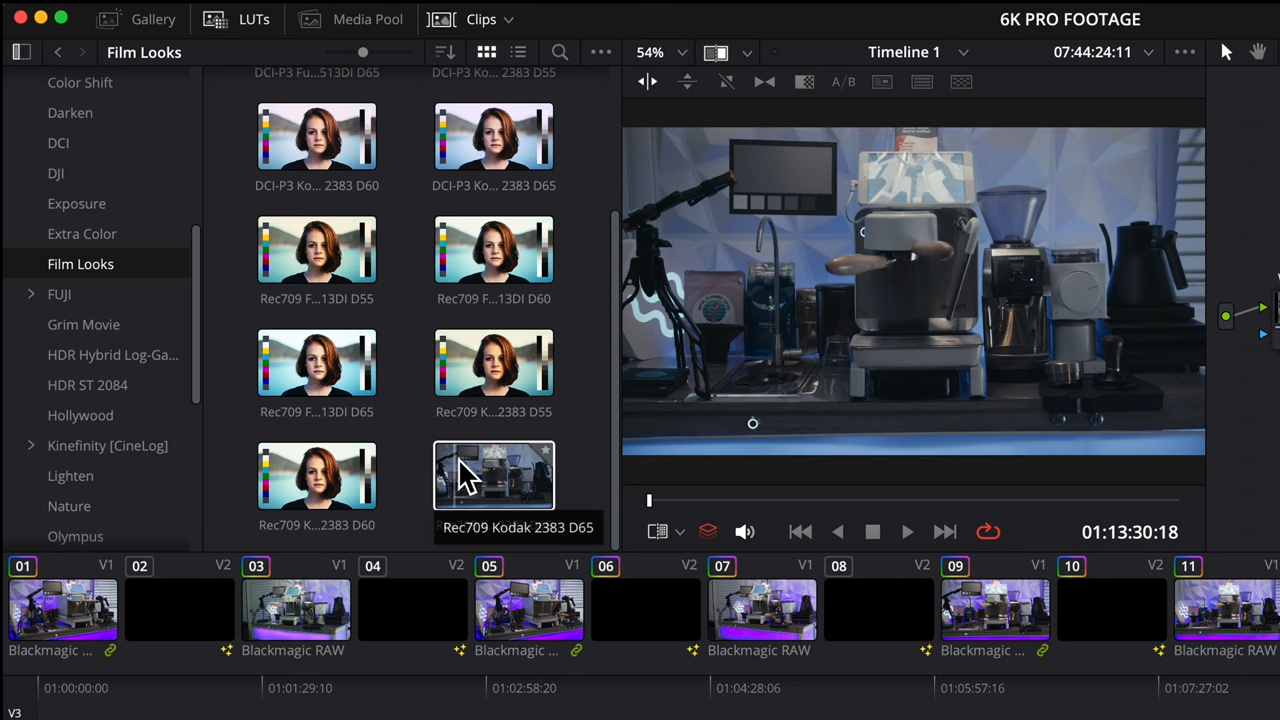 Gallery LUTs Media Pool Clips 6K PRO FOOTAGE
Film Looks 54% Timeline 1 07:44:24:11
A/B
Color Shift
Darken
DCI
DJI
Exposure
Extra Color
Film Looks
FUJI
Grim Movie
HDR Hybrid Log-Ga...
HDR ST 2084
Hollywood
Kinefinity [CineLog]
Lighten
Nature
Olympus
DCI-P3 Fu...513DI D65 DCI-P3 Ko... 2383 D55
DCI-P3 Ko... 2383 D60 DCI-P3 Ko... 2383 D65
Rec709 F...13DI D55 Rec709 F...13DI D60
Rec709 F...13DI D65 Rec709 K...2383 D55
Rec709 K...2383 D60
Rec709 Kodak 2383 D65
01:13:30:18
01 V1 02 V2 03 V1 04 V2 05 V1 06 V2 07 V1 08 V2 09 V1 10 V2 11 V1
Blackmagic ... Blackmagic RAW Blackmagic ... Blackmagic RAW Blackmagic ... Blackmagic RAW
01:00:00:00 01:01:29:10 01:02:58:20 01:04:28:06 01:05:57:16 01:07:27:02
V3